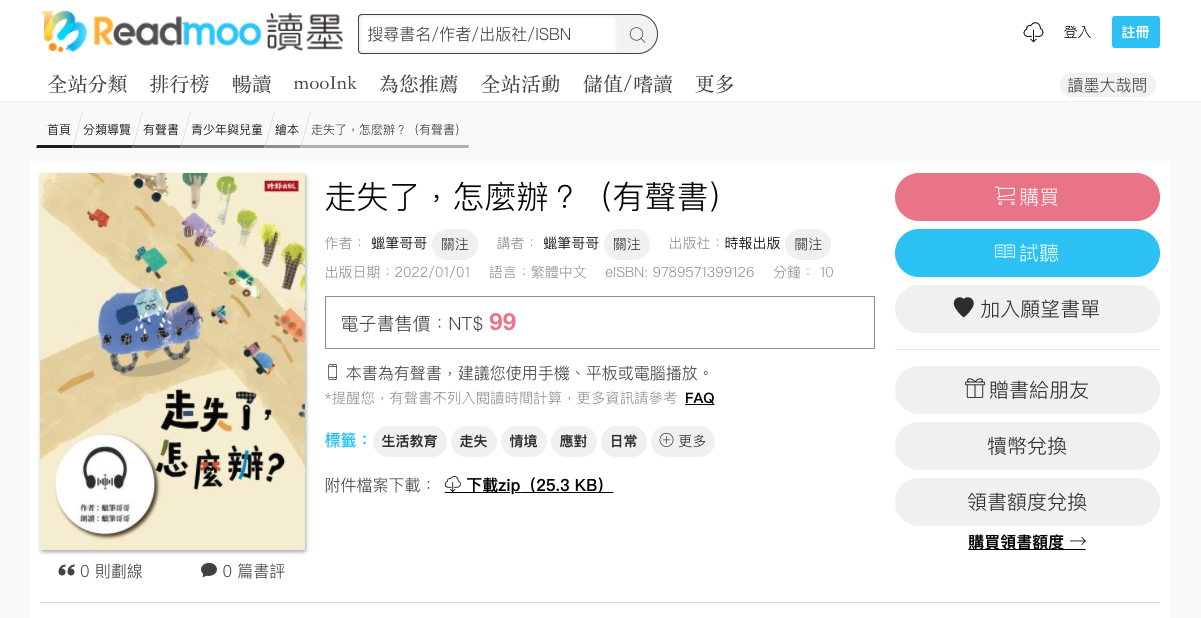 Readmoo 讀墨
搜尋書名/作者/出版社/ISBN
登入
註冊
全站分類 排行榜 暢讀 mooInk 為您推薦 全站活動 儲值/嗜讀 更多
讀墨大哉問
首頁 分類導覽 有聲書 青少年與兒童 繪本 走失了，怎麼辦？（有聲書）
時報出版
走失了，
怎麼辦?
作者：蠟筆哥哥
朗讀：蠟筆哥哥
0 則劃線
0 篇書評
走失了，怎麼辦？（有聲書）
作者： 蠟筆哥哥 關注 講者： 蠟筆哥哥 關注 出版社：時報出版 關注
出版日期：2022/01/01 語言：繁體中文 eISBN: 9789571399126 分鐘： 10
電子書售價：NT$ 99
本書為有聲書，建議您使用手機、平板或電腦播放。
*提醒您，有聲書不列入閱讀時間計算，更多資訊請參考 FAQ
標籤： 生活教育 走失 情境 應對 日常 更多
附件檔案下載： 下載zip（25.3 KB）
購買
試聽
加入願望書單
贈書給朋友
犢幣兌換
領書額度兌換
購買領書額度 →